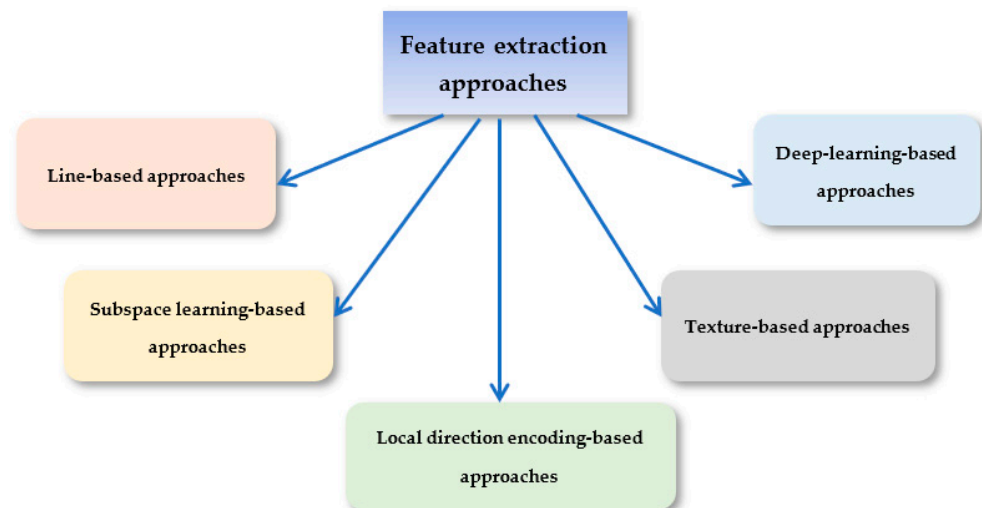 Feature extraction
approaches
Line-based approaches
Deep-learning-based
approaches
Subspace learning-based
approaches
Texture-based approaches
Local direction encoding-based
approaches